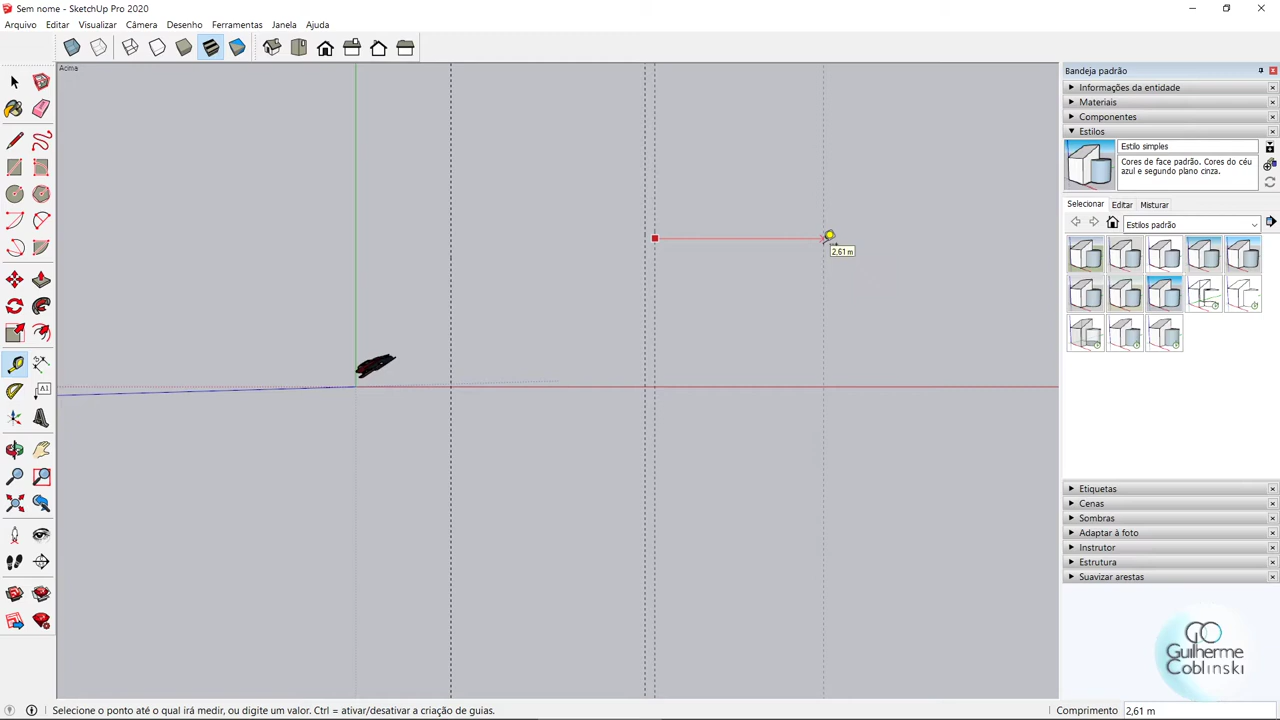 Sem nome - SketchUp Pro 2020
Arquivo Editar Visualizar Câmera Desenho Ferramentas Janela Ajuda
Acima
Bandeja padrão
Informações da entidade
Materiais
Componentes
Estilos
Estilo simples
Cores de face padrão. Cores do céu
azul e segundo plano cinza.
Selecionar Editar Misturar
Estilos padrão
2,61 m
A1
Etiquetas
Cenas
Sombras
Adaptar à foto
Instrutor
Estrutura
Suavizar arestas
GO
Guilherme
Coblinski
Selecione o ponto até o qual irá medir, ou digite um valor. Ctrl = ativar/desativar a criação de guias.
Comprimento 2,61 m